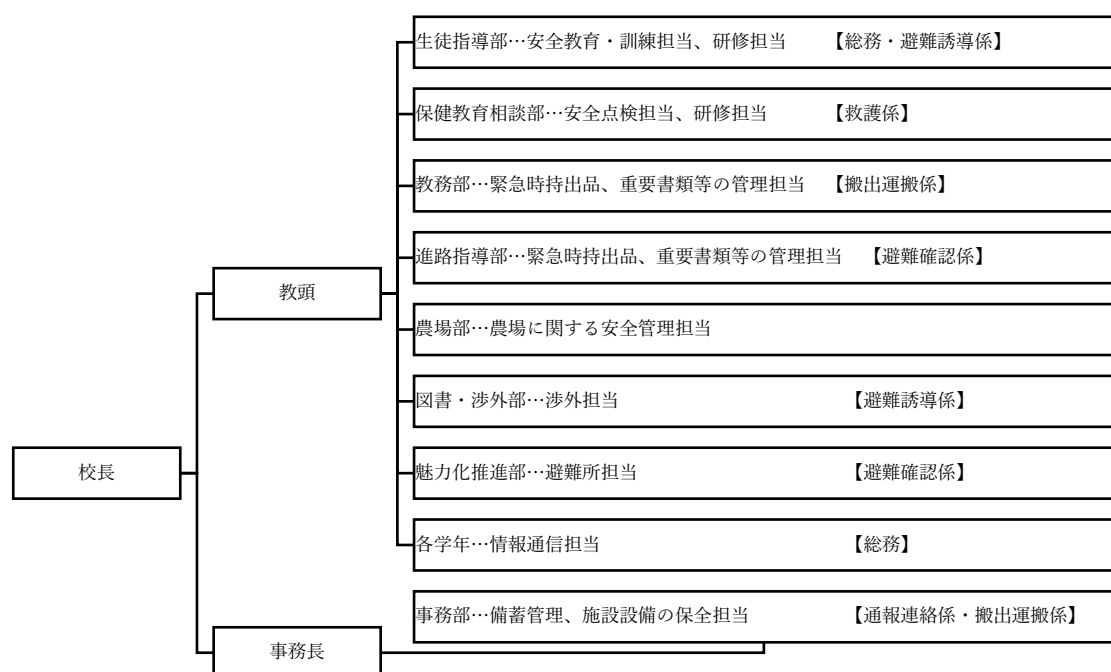 生徒指導部…安全教育・訓練担当、研修担当　　【総務・避難誘導係】
保健教育相談部…安全点検担当、研修担当　　　【救護係】
教務部…緊急時持出品、重要書類等の管理担当　【搬出運搬係】
進路指導部…緊急時持出品、重要書類等の管理担当　【避難確認係】
教頭
農場部…農場に関する安全管理担当
図書・渉外部…渉外担当　　　　　　　　　　　　【避難誘導係】
校長
魅力化推進部…避難所担当　　　　　　　　　　　【避難確認係】
各学年…情報通信担当　　　　　　　　　　　　　【総務】
事務部…備蓄管理、施設設備の保全担当　　　　　【通報連絡係・搬出運搬係】
事務長